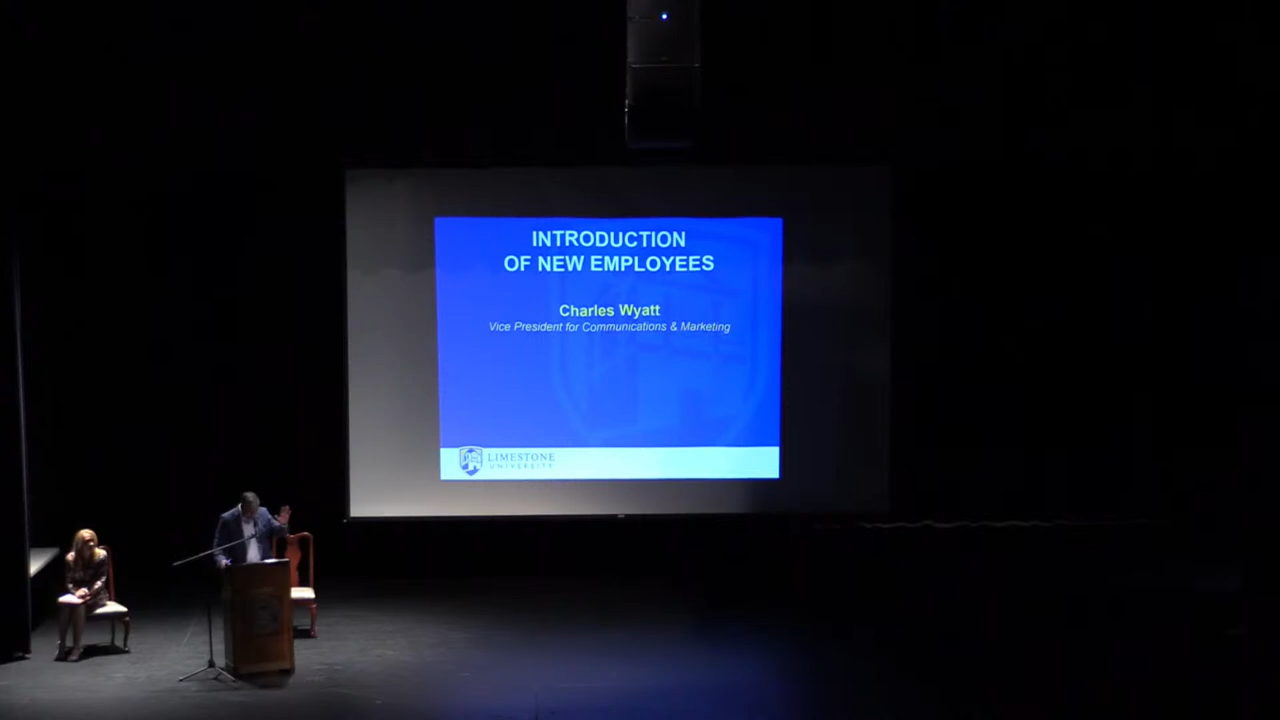 INTRODUCTION
OF NEW EMPLOYEES
Charles Wyatt
Vice President for Communications & Marketing
LIMESTONE
UNIVERSITY